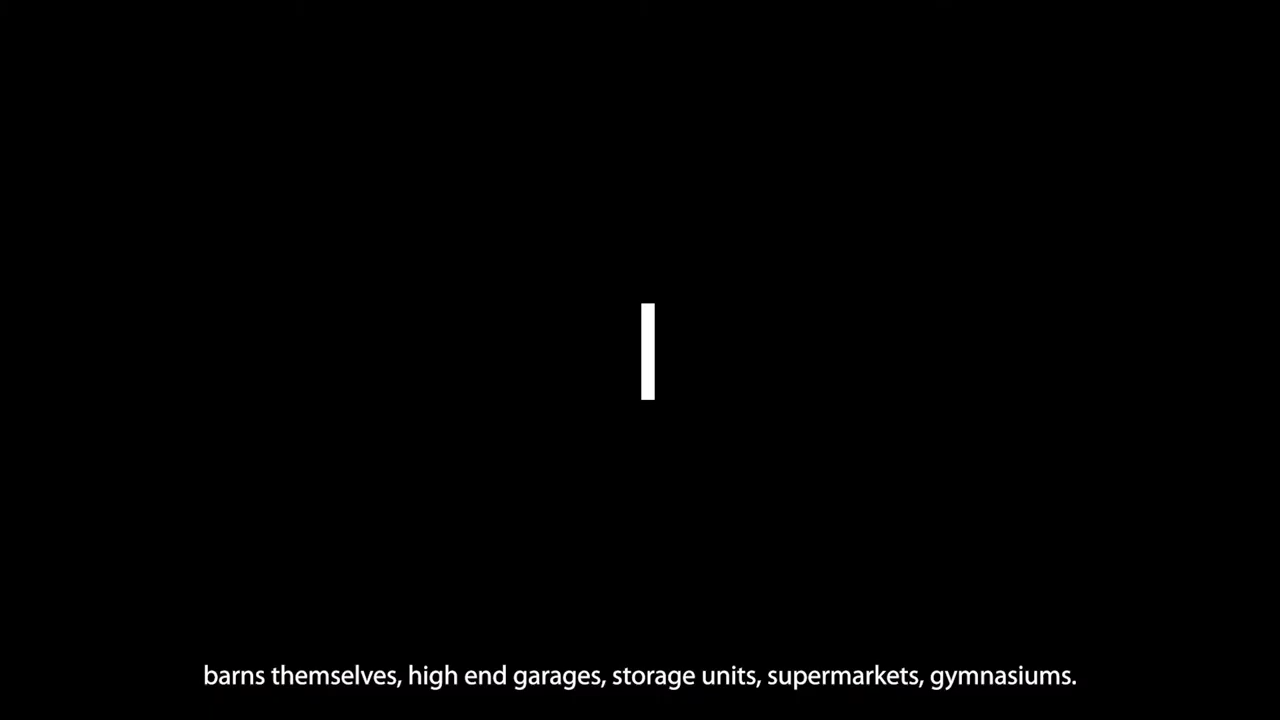 barns themselves, high end garages, storage units, supermarkets, gymnasiums.